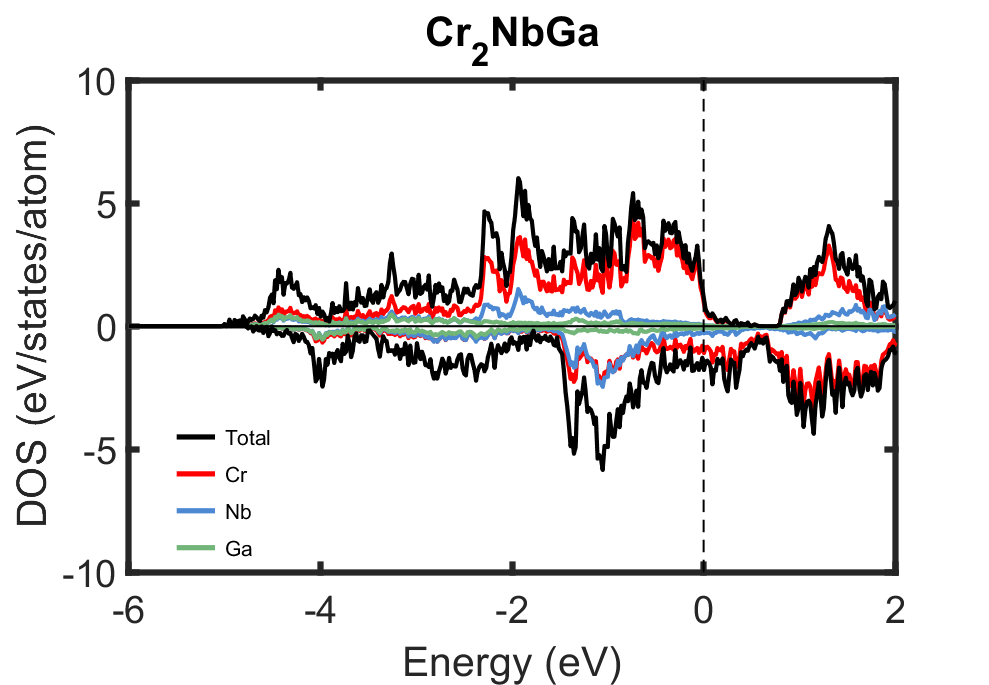 Cr2NbGa
10
5
0
-5
-10
DOS (eV/states/atom)
Total
Cr
Nb
Ga
-6 -4 -2 0 2
Energy (eV)